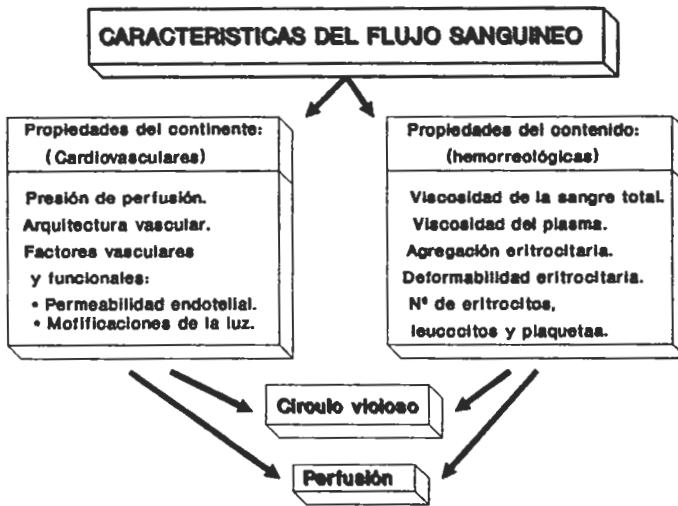 CARACTERISTICAS DEL FLUJO SANGUINEO
Propiedades del continente:
(Cardiovasculares)
Presión de perfusión.
Arquitectura vascular.
Factores vasculares
y funcionales:
• Permeabilidad endotelial.
• Mofificaciones de la luz.
Propiedades del contenido:
(hemorreológicas)
Viscosidad de la sangre total.
Viscosidad del plasma.
Agregación eritrocitaria.
Deformabilidad eritrocitaria.
Nº de eritrocitos,
leucocitos y plaquetas.
Círculo vicioso
Perfusión